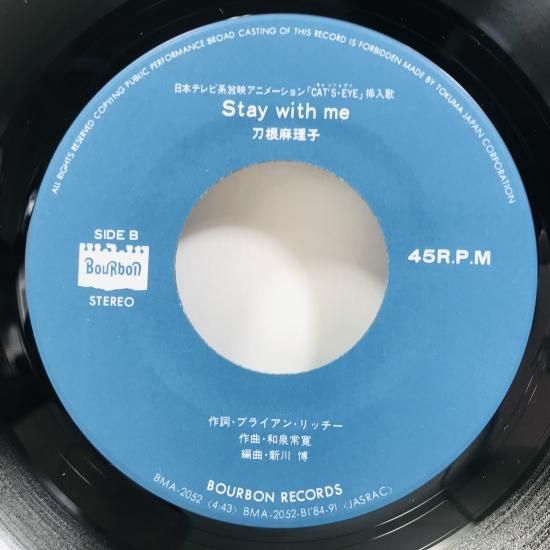 ALL RIGHTS RESERVED COPYING PUBLIC PERFORMANCE BROAD CASTING OF THIS RECORD IS FORBIDDEN MADE BY TOKUMA JAPAN CORPORATION
キャッツ・アイ
日本テレビ系放映アニメーション「CAT'S・EYE」挿入歌
Stay with me
刀根麻理子
SIDE B
BOURBON
STEREO
45R.P.M
作詞・ブライアン・リッチー
作曲・和泉常寛
編曲・新川 博
BOURBON RECORDS
BMA-2052 〈4:43〉 BMA-2052-B1'84-91 〈JASRAC〉